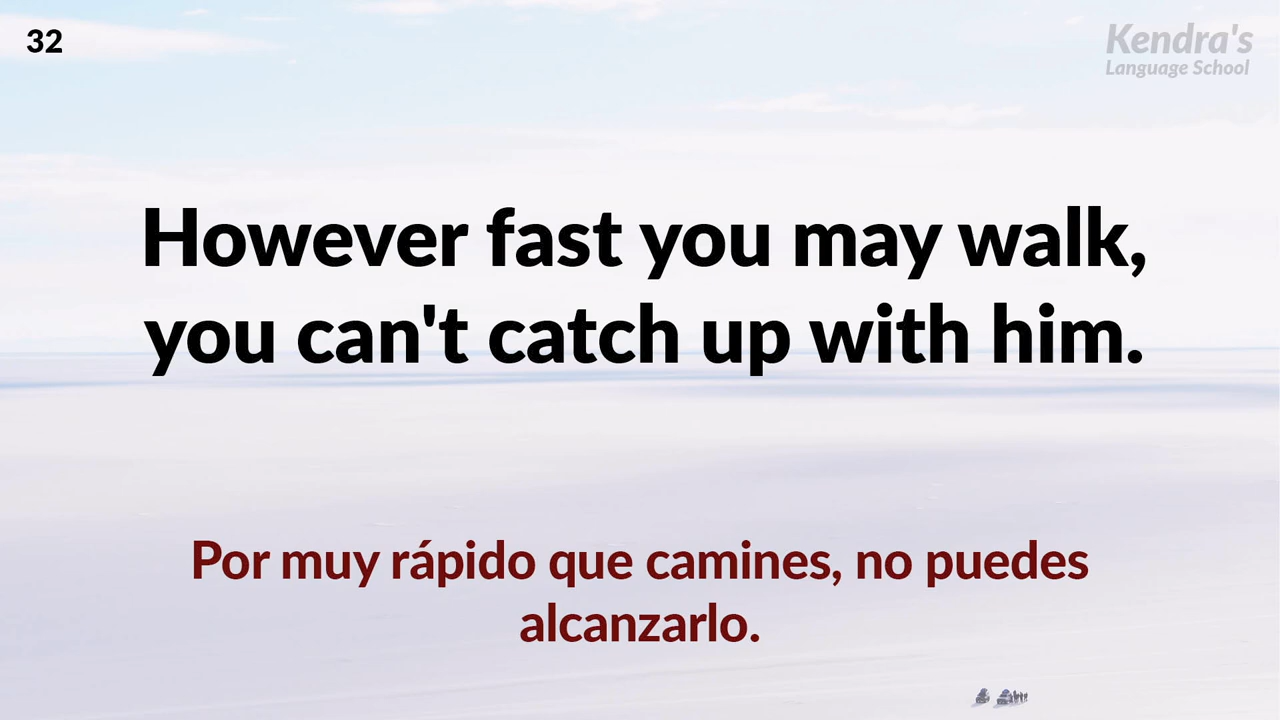 32
Kendra's
Language School
However fast you may walk,
you can't catch up with him.
Por muy rápido que camines, no puedes
alcanzarlo.